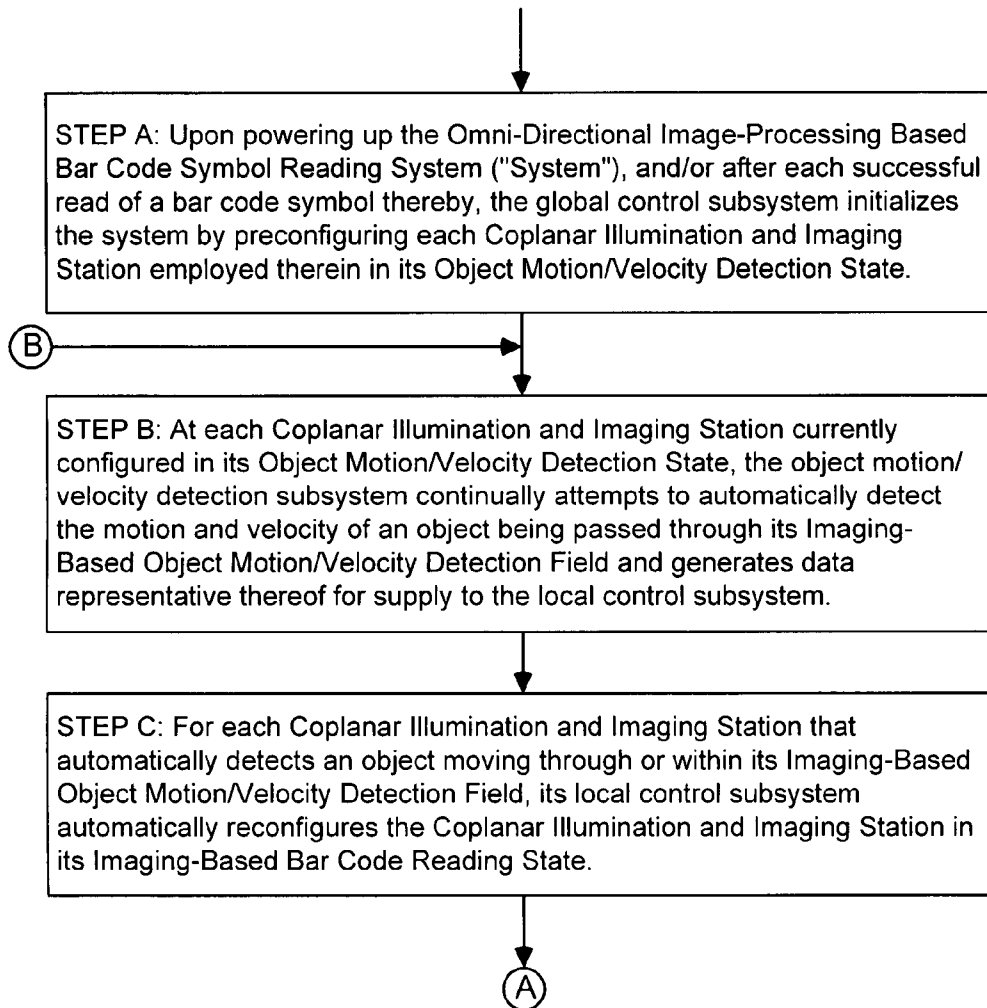 STEP A: Upon powering up the Omni-Directional Image-Processing Based
Bar Code Symbol Reading System ("System"), and/or after each successful
read of a bar code symbol thereby, the global control subsystem initializes
the system by preconfiguring each Coplanar Illumination and Imaging
Station employed therein in its Object Motion/Velocity Detection State.
B
STEP B: At each Coplanar Illumination and Imaging Station currently
configured in its Object Motion/Velocity Detection State, the object motion/
velocity detection subsystem continually attempts to automatically detect
the motion and velocity of an object being passed through its Imaging-
Based Object Motion/Velocity Detection Field and generates data
representative thereof for supply to the local control subsystem.
STEP C: For each Coplanar Illumination and Imaging Station that
automatically detects an object moving through or within its Imaging-Based
Object Motion/Velocity Detection Field, its local control subsystem
automatically reconfigures the Coplanar Illumination and Imaging Station in
its Imaging-Based Bar Code Reading State.
A